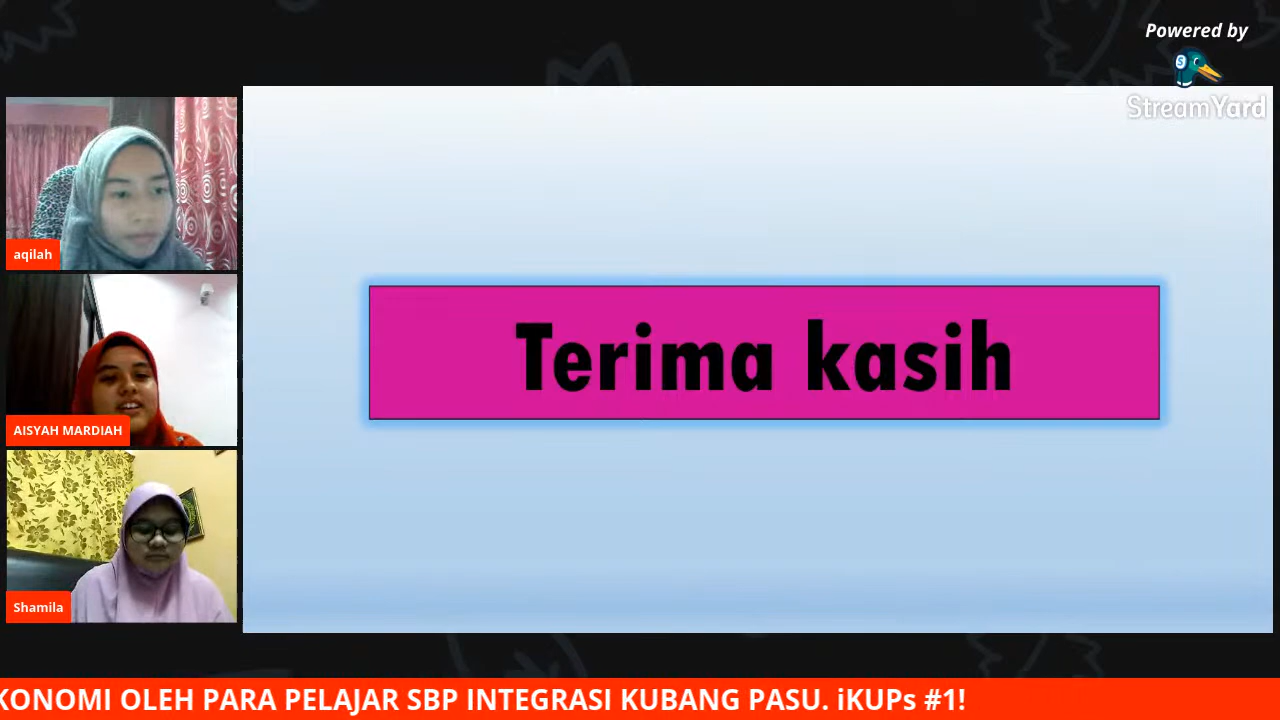 Powered by
StreamYard
aqilah
AISYAH MARDIAH
Shamila
Terima kasih
KONOMI OLEH PARA PELAJAR SBP INTEGRASI KUBANG PASU. iKUPs #1!